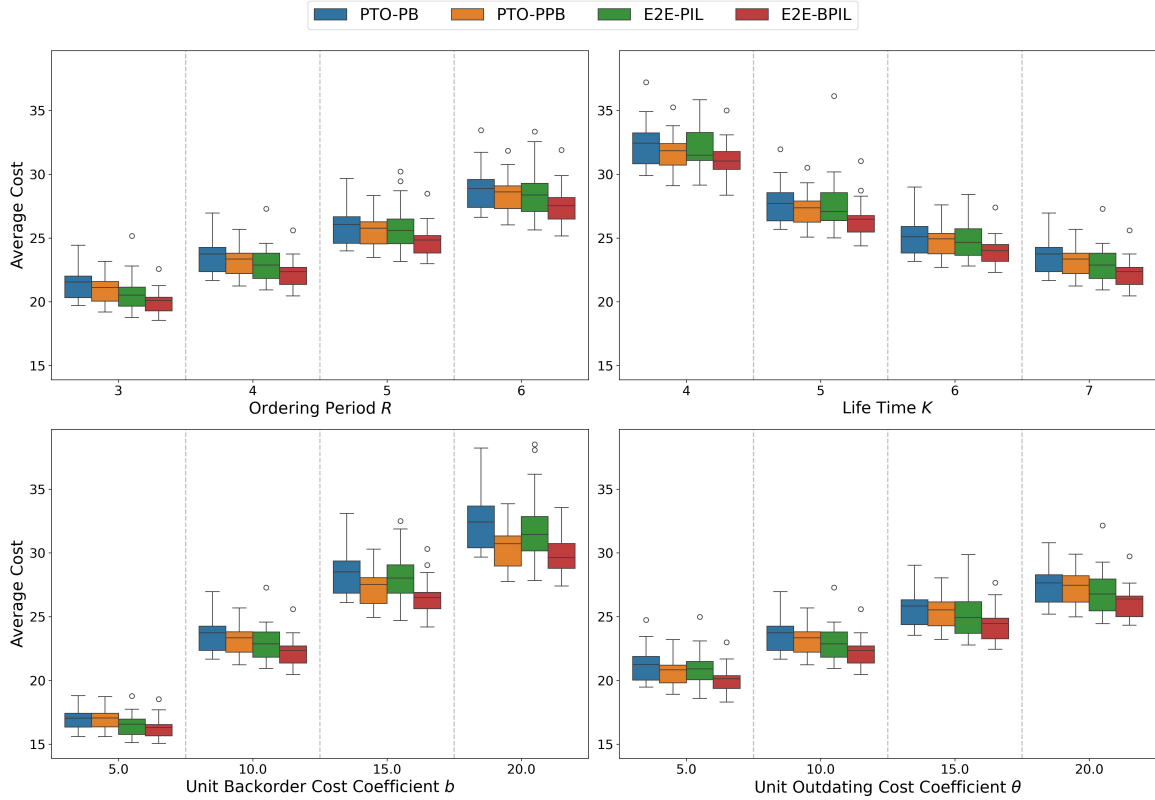 PTO-PB PTO-PPB E2E-PIL E2E-BPIL
Average Cost
35
30
25
20
15
3 4 5 6
Ordering Period R
35
30
25
20
15
4 5 6 7
Life Time K
Average Cost
35
30
25
20
15
5.0 10.0 15.0 20.0
Unit Backorder Cost Coefficient b
35
30
25
20
15
5.0 10.0 15.0 20.0
Unit Outdating Cost Coefficient θ